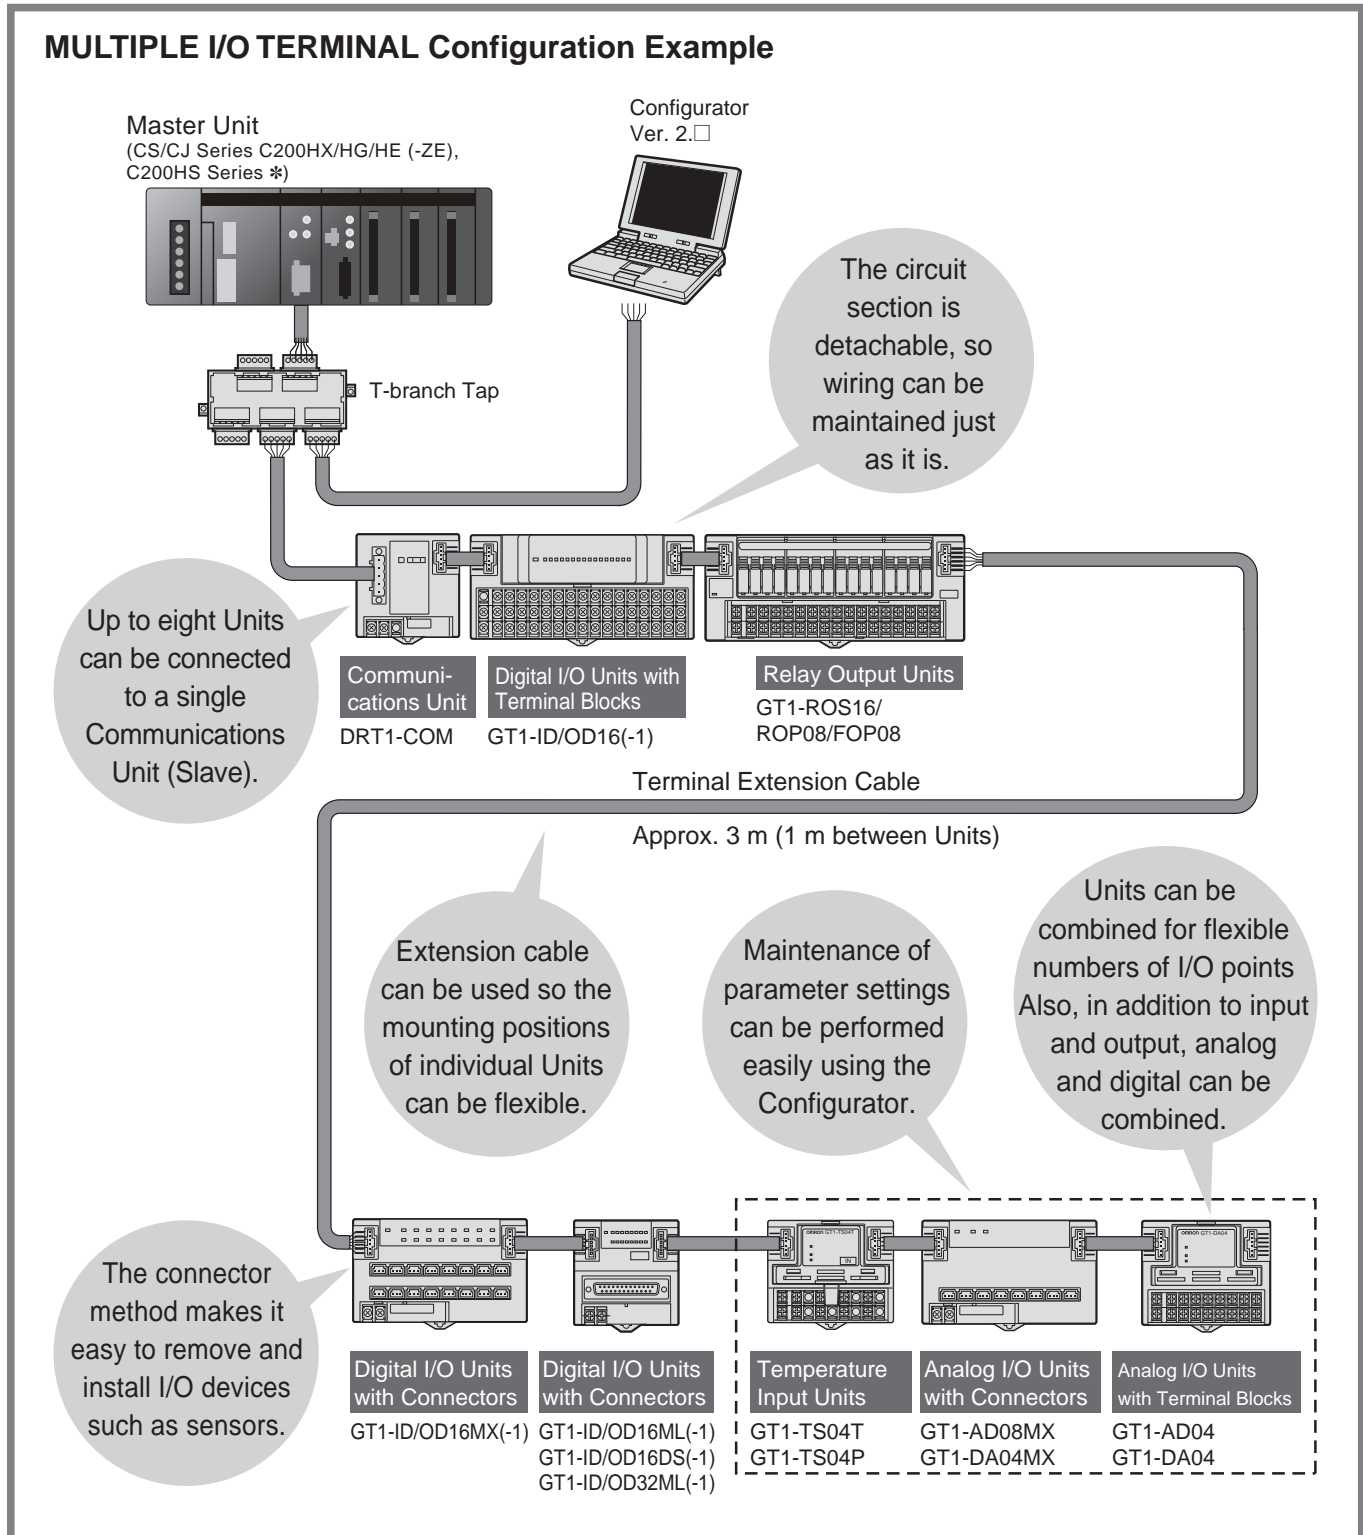 MULTIPLE I/O TERMINAL Configuration Example
Master Unit
(CS/CJ Series C200HX/HG/HE (-ZE),
C200HS Series ✽)
Configurator
Ver. 2.□
The circuit
section is
detachable, so
wiring can be
maintained just
as it is.
T-branch Tap
Up to eight Units
can be connected
to a single
Communications
Unit (Slave).
Communi-
cations Unit
DRT1-COM
Digital I/O Units with
Terminal Blocks
GT1-ID/OD16(-1)
Relay Output Units
GT1-ROS16/
ROP08/FOP08
Terminal Extension Cable
Approx. 3 m (1 m between Units)
Extension cable
can be used so the
mounting positions
of individual Units
can be flexible.
Maintenance of
parameter settings
can be performed
easily using the
Configurator.
Units can be
combined for flexible
numbers of I/O points
Also, in addition to input
and output, analog
and digital can be
combined.
The connector
method makes it
easy to remove and
install I/O devices
such as sensors.
OMRON GT1-TS04T
IN
OMRON GT1-DA04
Digital I/O Units
with Connectors
GT1-ID/OD16MX(-1)
Digital I/O Units
with Connectors
GT1-ID/OD16ML(-1)
GT1-ID/OD16DS(-1)
GT1-ID/OD32ML(-1)
Temperature
Input Units
GT1-TS04T
GT1-TS04P
Analog I/O Units
with Connectors
GT1-AD08MX
GT1-DA04MX
Analog I/O Units
with Terminal Blocks
GT1-AD04
GT1-DA04